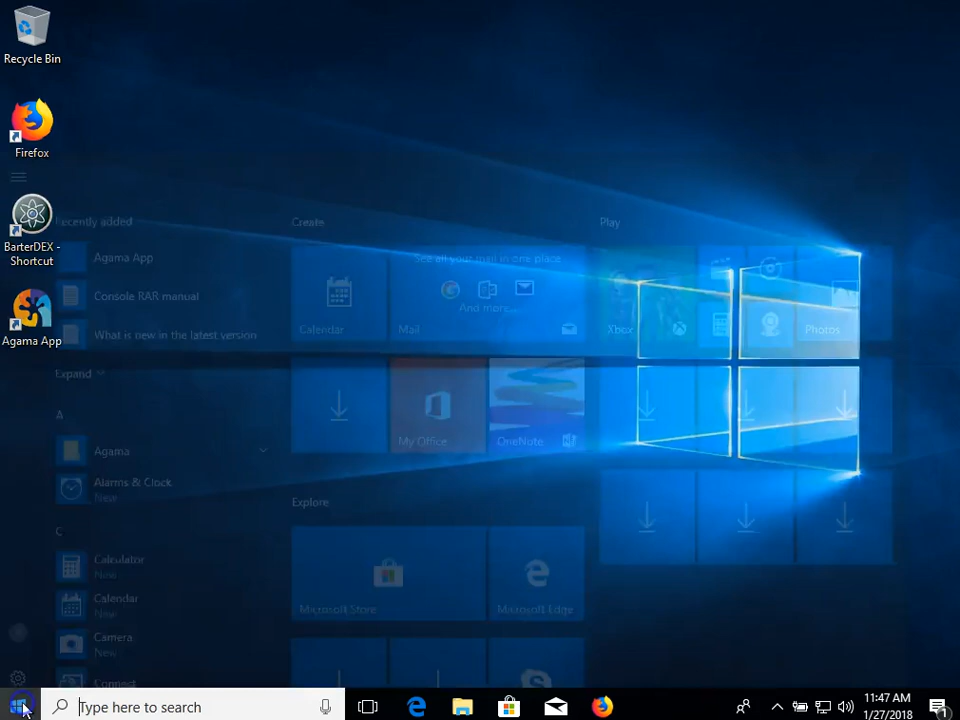 Recycle Bin
Firefox
BarterDEX -
Shortcut
Agama App
Recently added
Agama App
Console RAR manual
What is new in the latest version
Expand
A
Agama
Alarms & Clock
New
C
Calculator
New
Calendar
New
Camera
New
Connect
Create
Calendar
See all your mail in one place
And more...
Mail
My Office
OneNote
Explore
Microsoft Store
Microsoft Edge
Play
Xbox
Photos
Type here to search
11:47 AM
1/27/2018
1